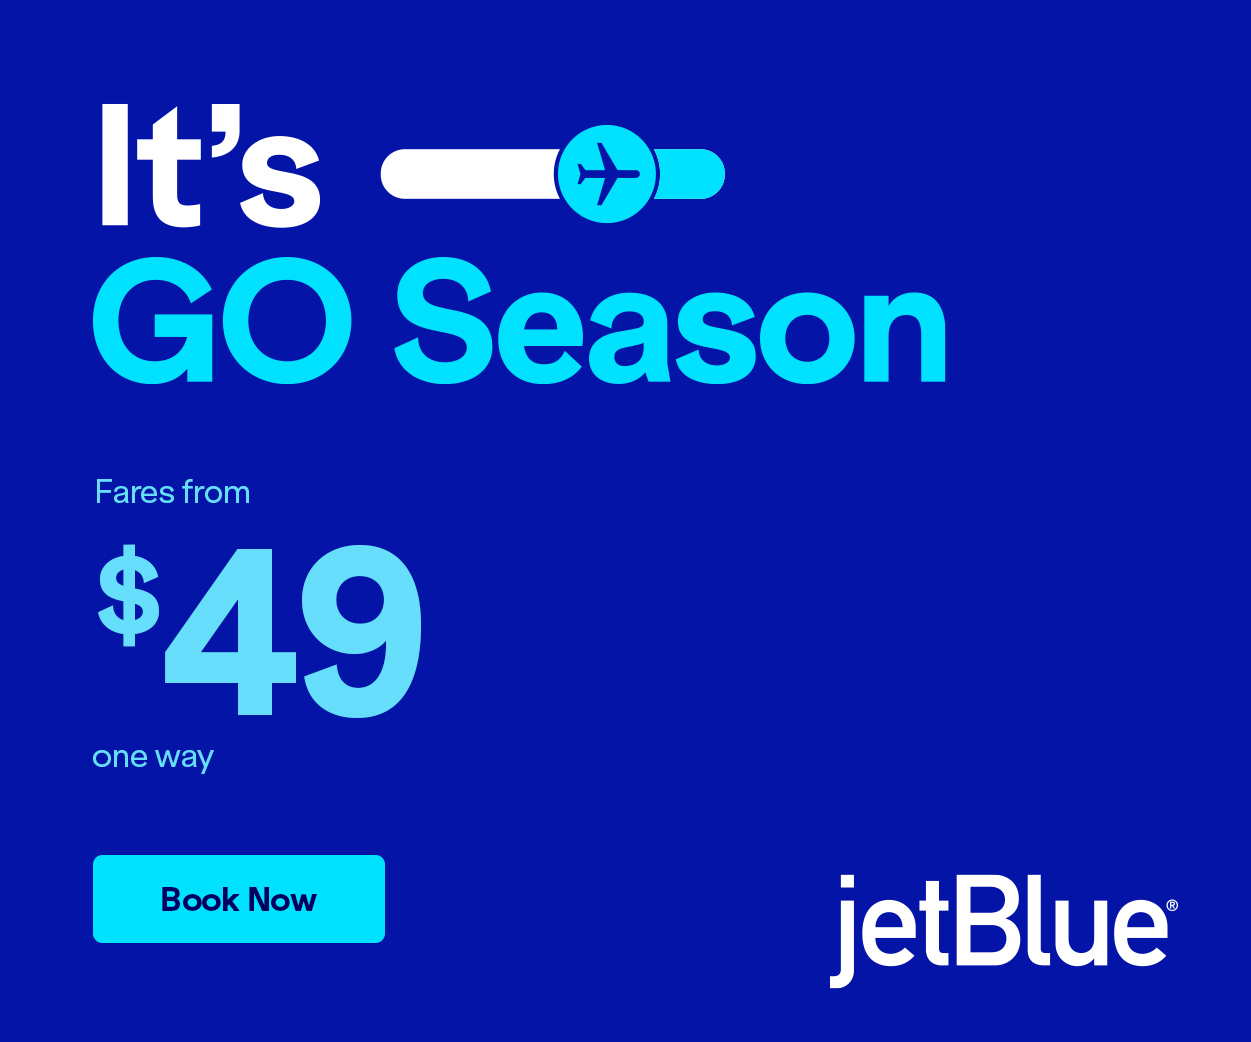 It’s
GO Season
Fares from
$49
one way
Book Now
jetBlue®